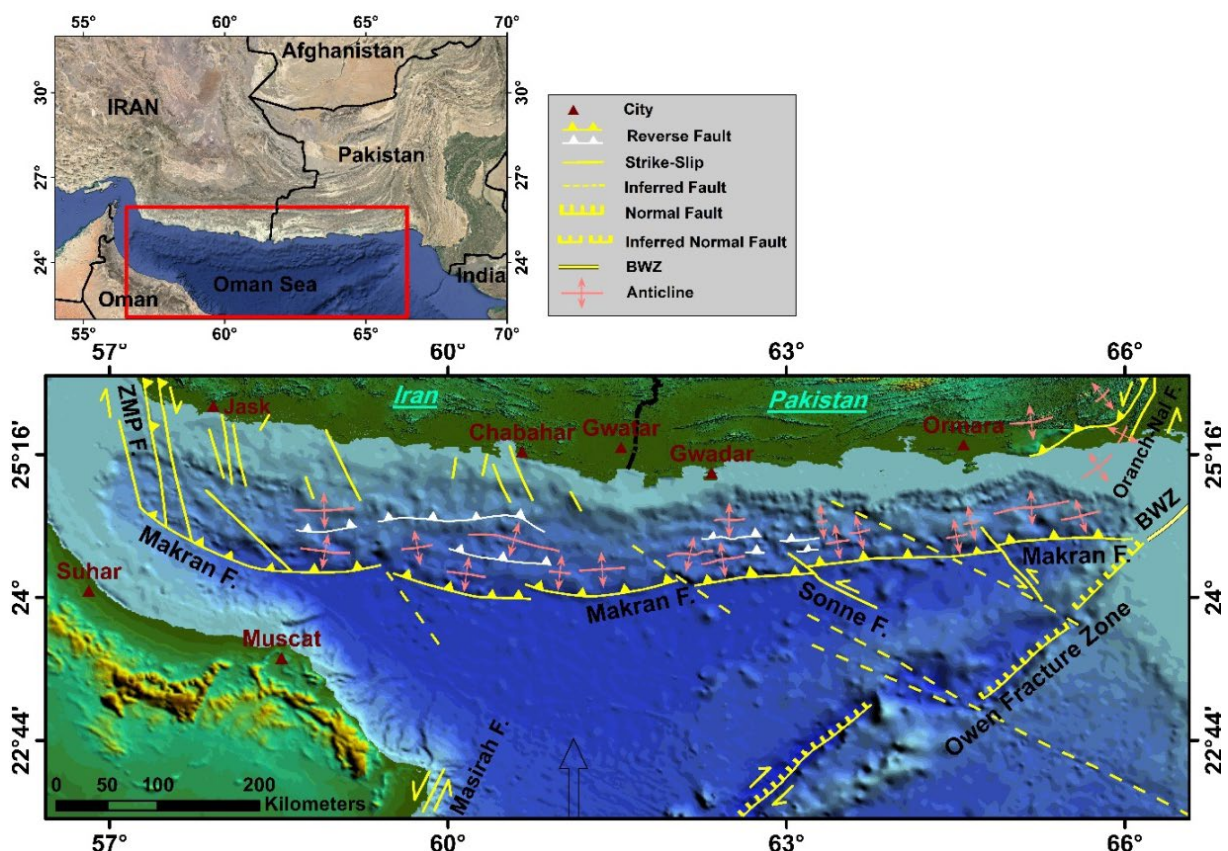 55° 60° 65° 70°
Afghanistan
IRAN
Pakistan
Oman Sea
Oman
India
30° 30°
27° 27°
24° 24°
55° 60° 65° 70°
City
Reverse Fault
Strike-Slip
Inferred Fault
Normal Fault
Inferred Normal Fault
BWZ
Anticline
57° 60° 63° 66°
ZMP F.
Jask
Iran
Pakistan
Chabahar
Gwatar
Gwadar
Ormara
Oranch-Nai F.
BWZ
25°16' 25°16'
Makran F.
Makran F.
Makran F.
Suhar
24° 24°
Sonne F.
Muscat
Owen Fracture Zone
22°44' 22°44'
Masirah F.
0 50 100 200
Kilometers
57° 60° 63° 66°